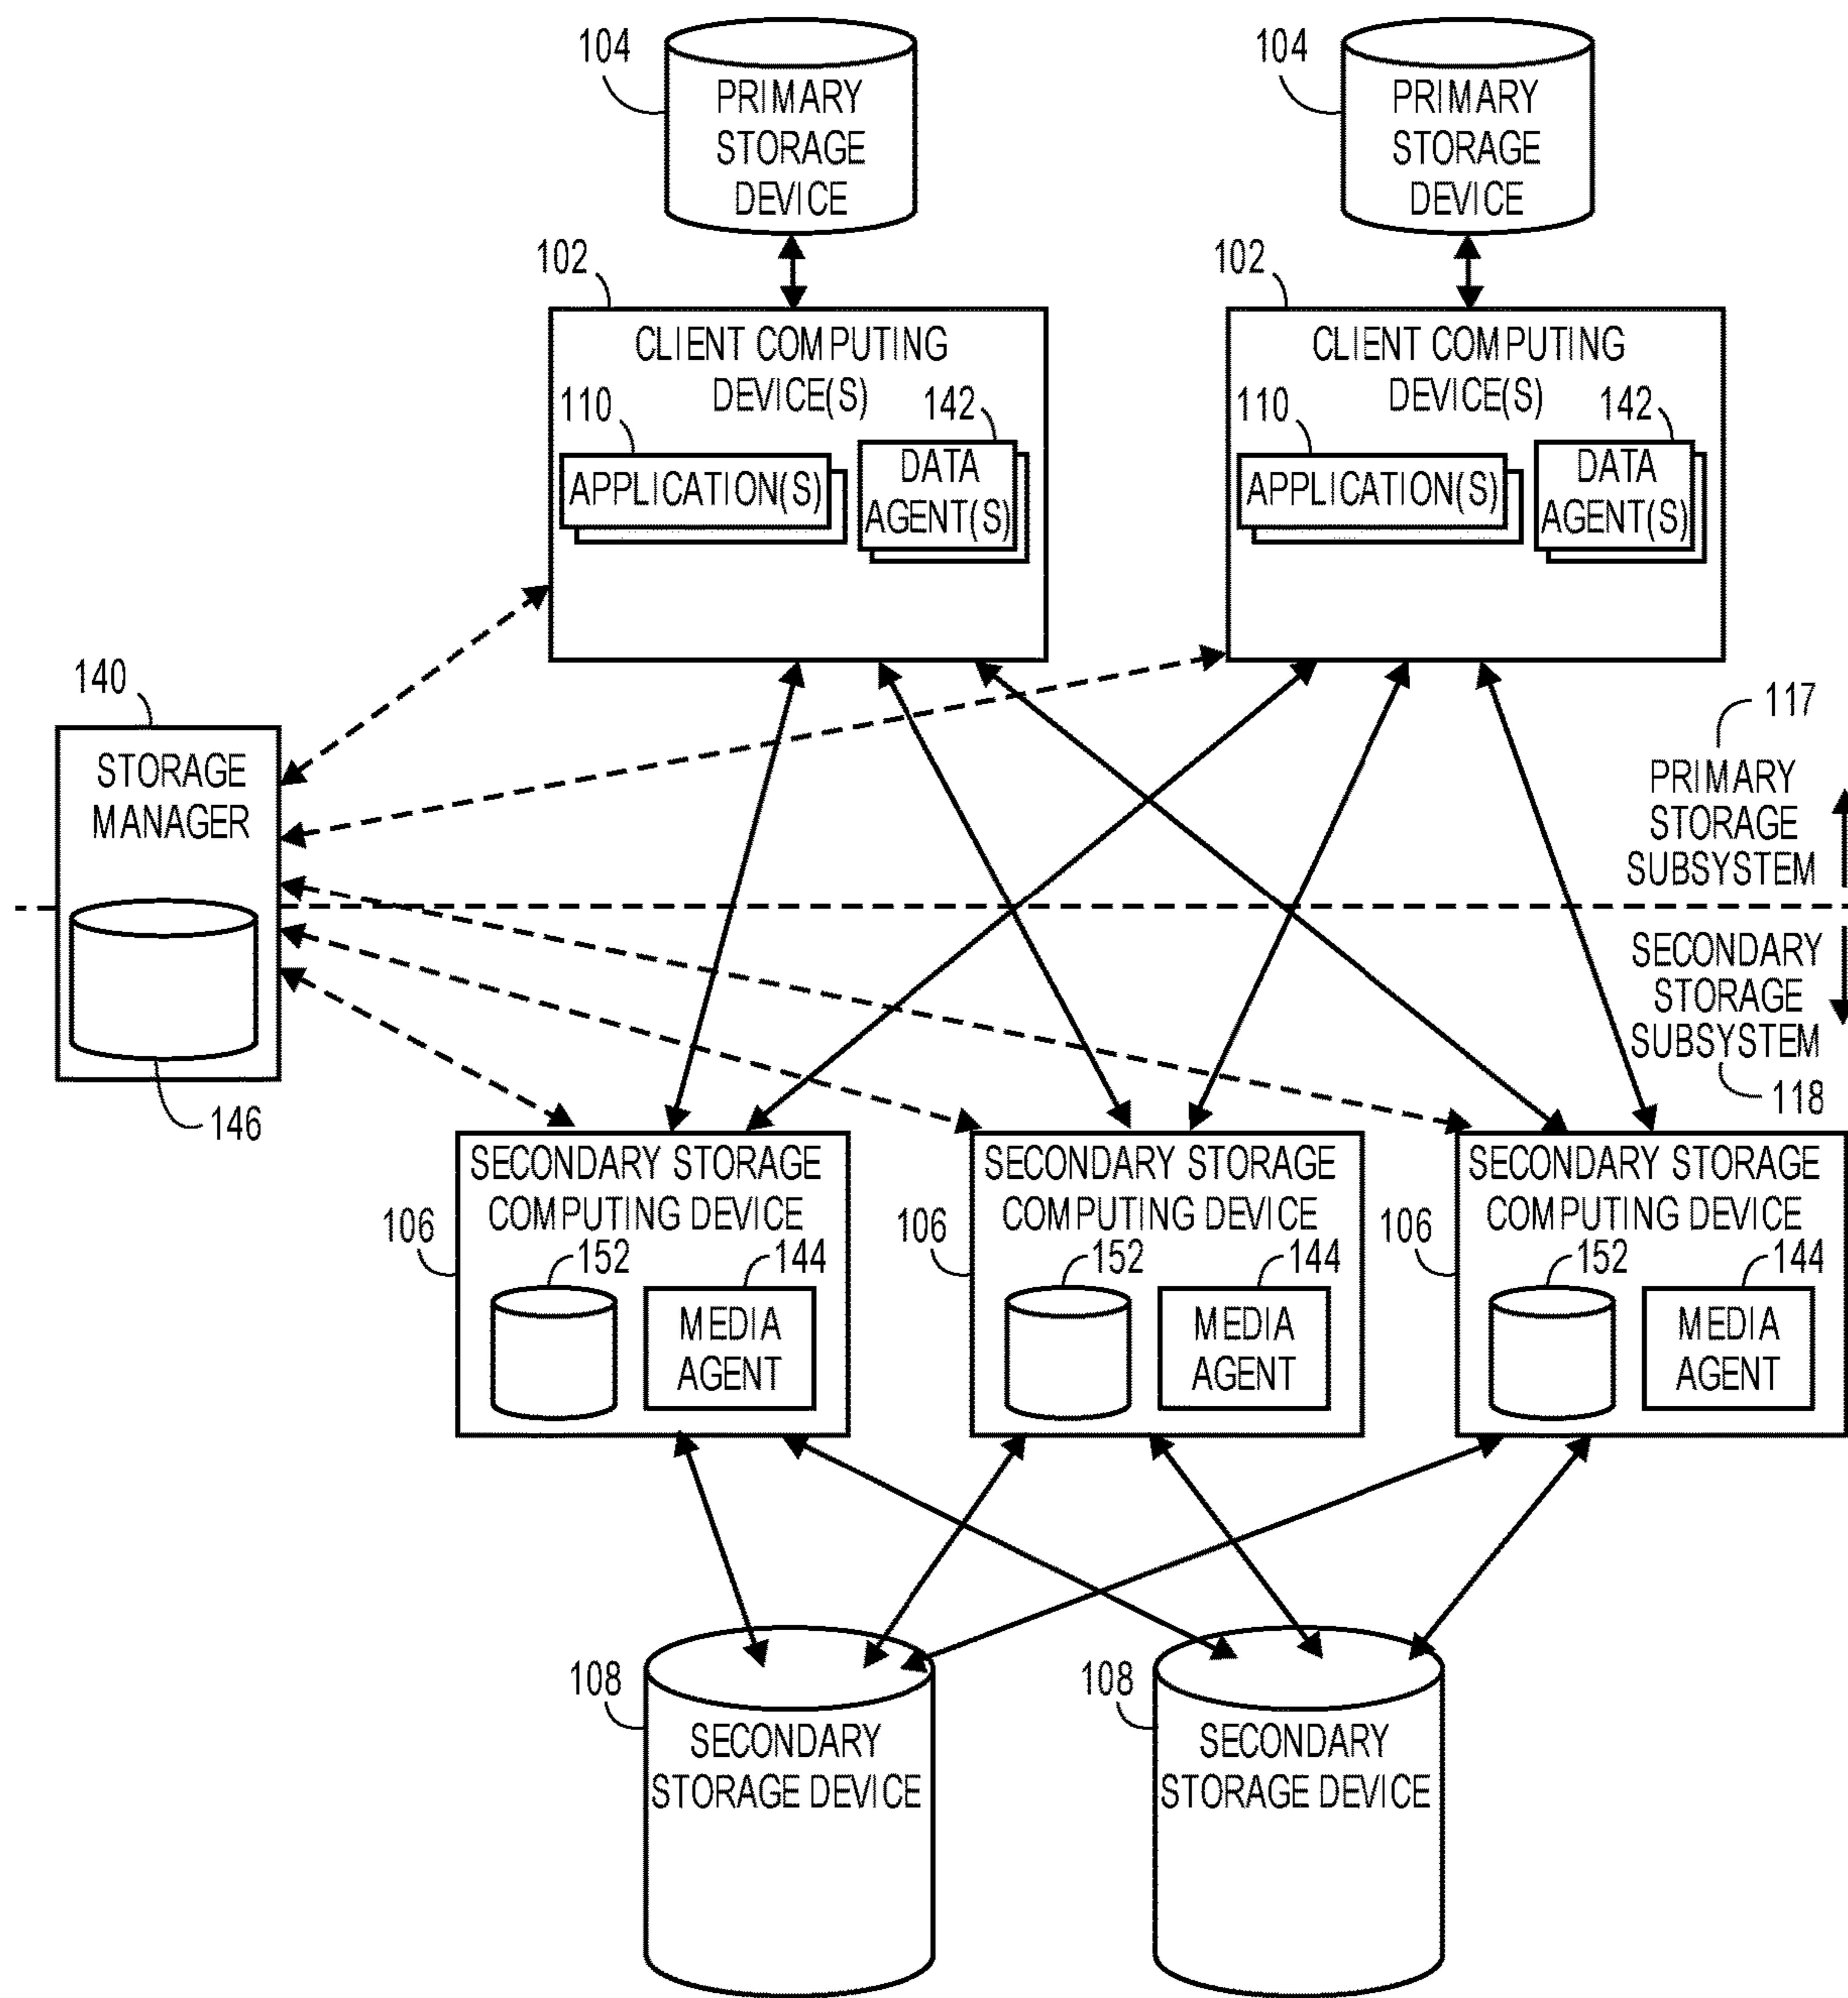 104
PRIMARY
STORAGE
DEVICE
104
PRIMARY
STORAGE
DEVICE
102
CLIENT COMPUTING
DEVICE(S)
110
142
APPLICATION(S)
DATA
AGENT(S)
102
CLIENT COMPUTING
DEVICE(S)
110
142
APPLICATION(S)
DATA
AGENT(S)
140
STORAGE
MANAGER
146
117
PRIMARY
STORAGE
SUBSYSTEM
SECONDARY
STORAGE
SUBSYSTEM
118
106
SECONDARY STORAGE
COMPUTING DEVICE
152
144
MEDIA
AGENT
106
SECONDARY STORAGE
COMPUTING DEVICE
152
144
MEDIA
AGENT
106
SECONDARY STORAGE
COMPUTING DEVICE
152
144
MEDIA
AGENT
108
SECONDARY
STORAGE DEVICE
108
SECONDARY
STORAGE DEVICE